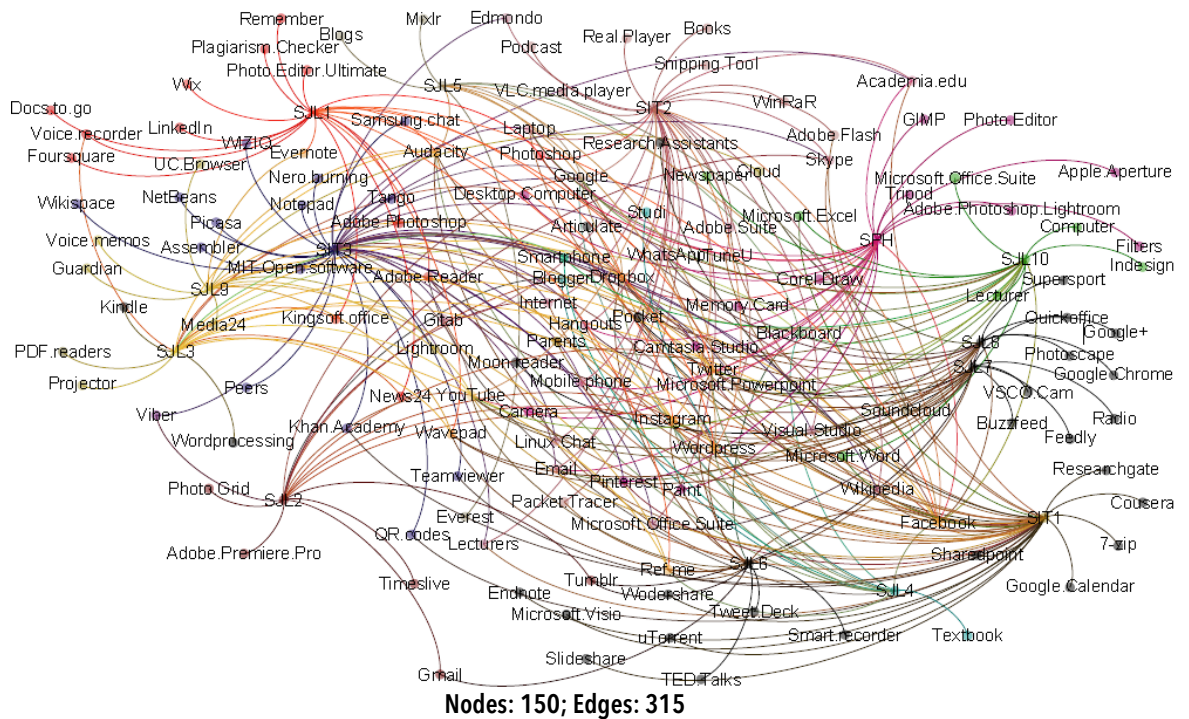 Remember
Mixlr
Edmondo
Blogs
Books
Real.Player
Plagiarism.Checker
Podcast
Snipping.Tool
Photo.Editor.Ultimate
Academia.edu
Wix
SJL5
VLC.media.player
WinRaR
Docs.to.go
SJL1
SIT2
Samsung.chat
GIMP
Photo.Editor
LinkedIn
Laptop
Voice.recorder
WIZIQ
Adobe.Flash
Research.Assistants
Foursquare
UC.Browser
Evernote
Audacity
Photoshop
Skype
Nero.burning
Google
Newspaper
Cloud
Microsoft.Office.Suite
Apple.Aperture
Wikispace
NetBeans
Notepad
Tango
Desktop.Computer
Tripod
Picasa
Adobe.Photoshop
Studi
Microsoft.Excel
Adobe.Photoshop.Lightroom
Articulate
Adobe.Suite
Computer
Voice.memos
Assembler
SIT3
SPH
Filters
Smartphone
WhatsApp
iTuneU
SJL10
Indesign
Guardian
MIT.Open.software
Adobe.Reader
Blogger
Dropbox
Corel.Draw
Supersport
SJL9
Lecturer
Kindle
Internet
Memory.Card
Kingsoft.office
Gitab
Hangouts
Pocket
Quickoffice
Media24
Blackboard
Google+
PDF.readers
SJL3
Lightroom
Parents
Camtasia.Studio
SJL8
Photoscape
Moon.reader
Twitter
SJL7
Google.Chrome
Projector
Peers
Mobile.phone
Microsoft.Powerpoint
News24
YouTube
VSCO.Cam
Viber
Camera
Instagram
Soundcloud
Radio
Khan.Academy
Wavepad
Visual.Studio
Buzzfeed
Feedly
Wordprocessing
Linux.Chat
Wordpress
Microsoft.Word
Teamviewer
Email
Researchgate
Photo.Grid
SJL2
Pinterest
Paint
Wikipedia
Packet.Tracer
Cousera
Everest
Microsoft.Office.Suite
Facebook
SIT1
QR.codes
Lecturers
7-zip
Adobe.Premiere.Pro
Sharedpoint
Ref.me
SJL6
Timeslive
Tumblr
Google.Calendar
Endnote
Wodershare
SJL4
Microsoft.Visio
Tweet.Deck
uTorrent
Smart.recorder
Textbook
Slideshare
Gmail
TED.Talks
Nodes: 150; Edges: 315